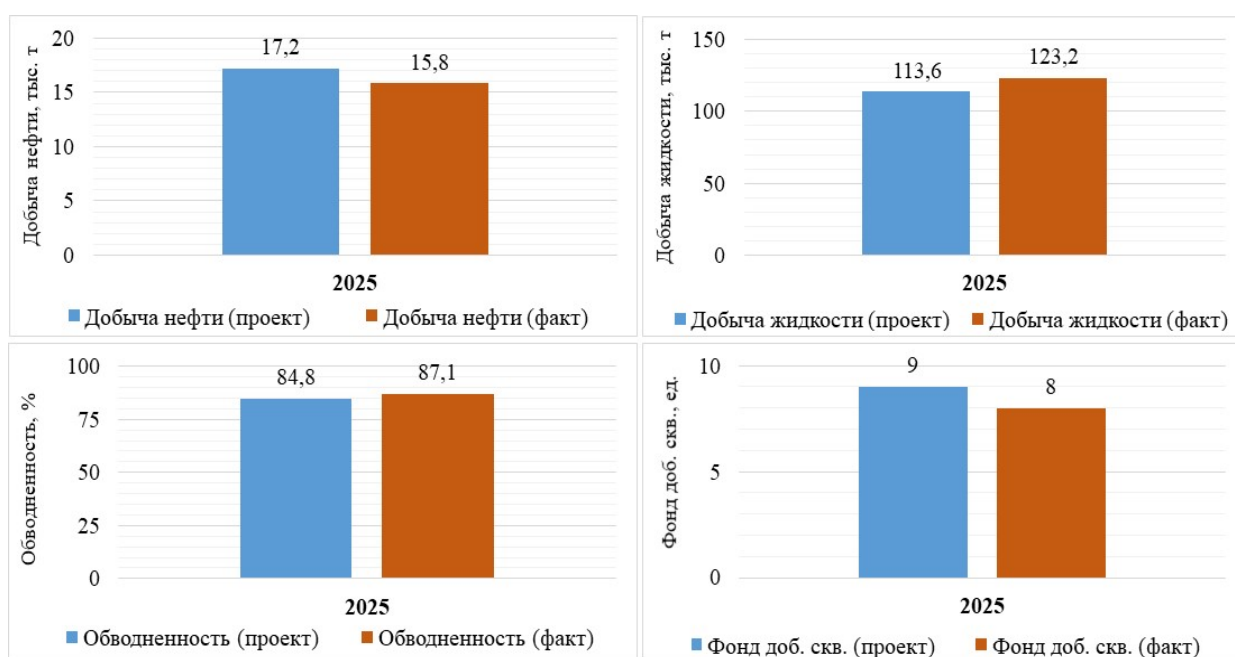 Добыча нефти, тыс. т
20
15
10
5
0
17,2
15,8
2025
Добыча нефти (проект)
Добыча нефти (факт)
Добыча жидкости, тыс. т
150
100
50
0
113,6
123,2
2025
Добыча жидкости (проект)
Добыча жидкости (факт)
Обводненность, %
100
75
50
25
0
84,8
87,1
2025
Обводненность (проект)
Обводненность (факт)
Фонд доб. скв., ед.
10
5
0
9
8
2025
Фонд доб. скв. (проект)
Фонд доб. скв. (факт)